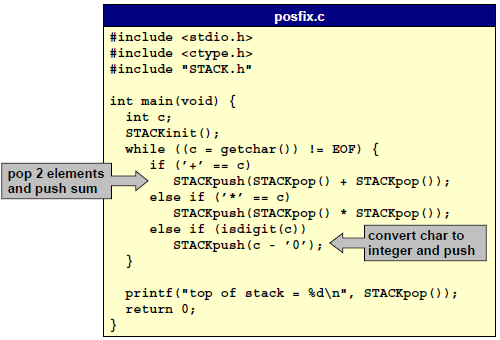 posfix.c
#include <stdio.h>
#include <ctype.h>
#include "STACK.h"
int main(void) {
int c;
STACKinit();
while ((c = getchar()) != EOF) {
if ('+' == c)
STACKpush(STACKpop() + STACKpop());
else if ('*' == c)
STACKpush(STACKpop() * STACKpop());
else if (isdigit(c))
STACKpush(c - '0');
}
printf("top of stack = %d\n", STACKpop());
return 0;
}
pop 2 elements
and push sum
convert char to
integer and push